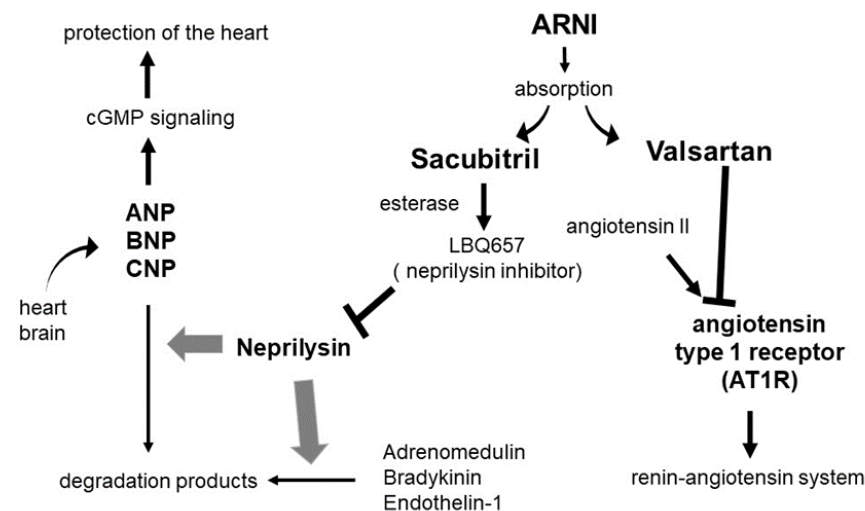 protection of the heart
ARNI
absorption
cGMP signaling
Sacubitril
Valsartan
esterase
ANP
BNP
CNP
LBQ657
( neprilysin inhibitor)
angiotensin II
heart
brain
Neprilysin
angiotensin
type 1 receptor
(AT1R)
degradation products
Adrenomedulin
Bradykinin
Endothelin-1
renin-angiotensin system